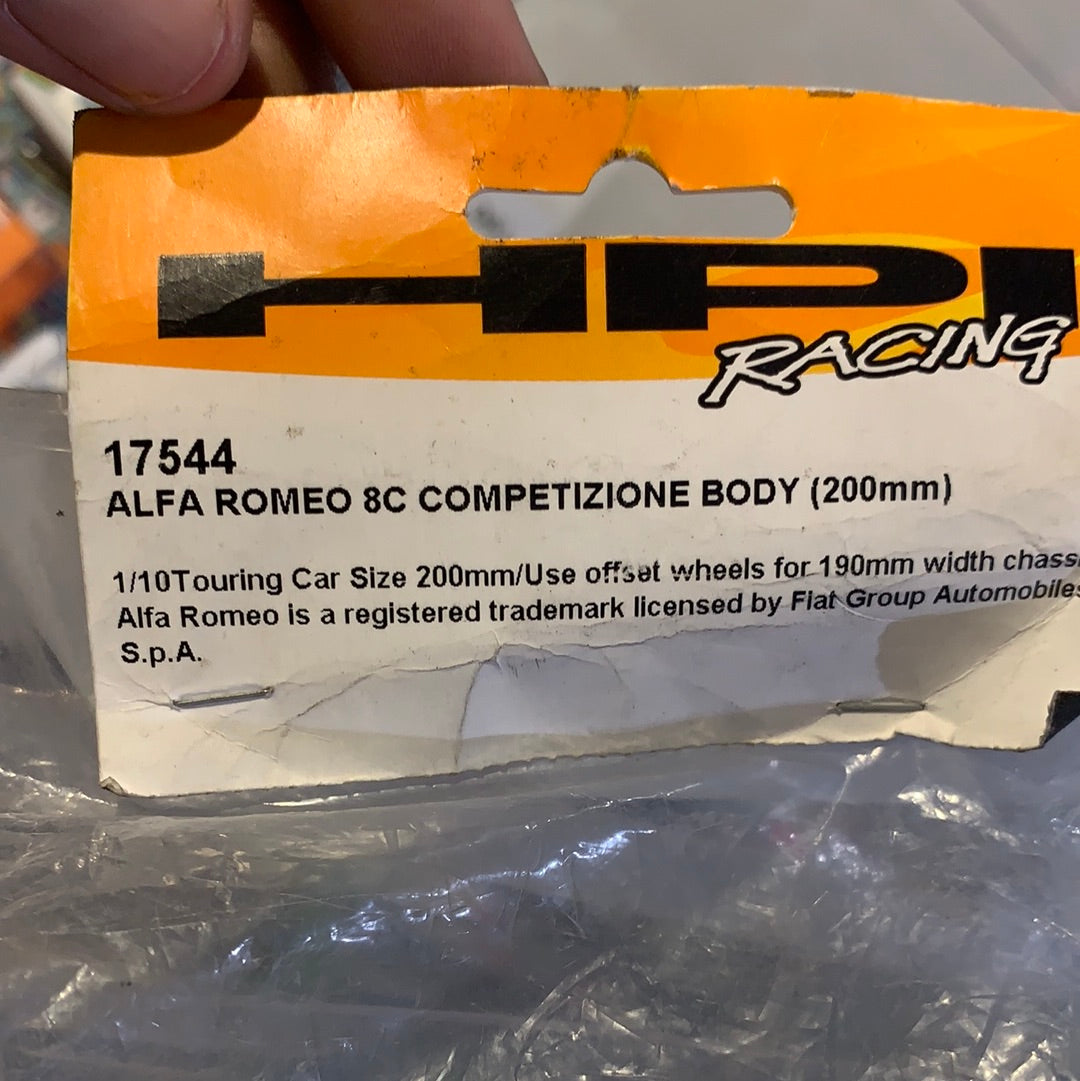 HPI
RACING
17544
ALFA ROMEO 8C COMPETIZIONE BODY (200mm)
1/10Touring Car Size 200mm/Use offset wheels for 190mm width
Alfa Romeo is a registered trademark licensed by Fiat Group Automobiles
S.p.A.